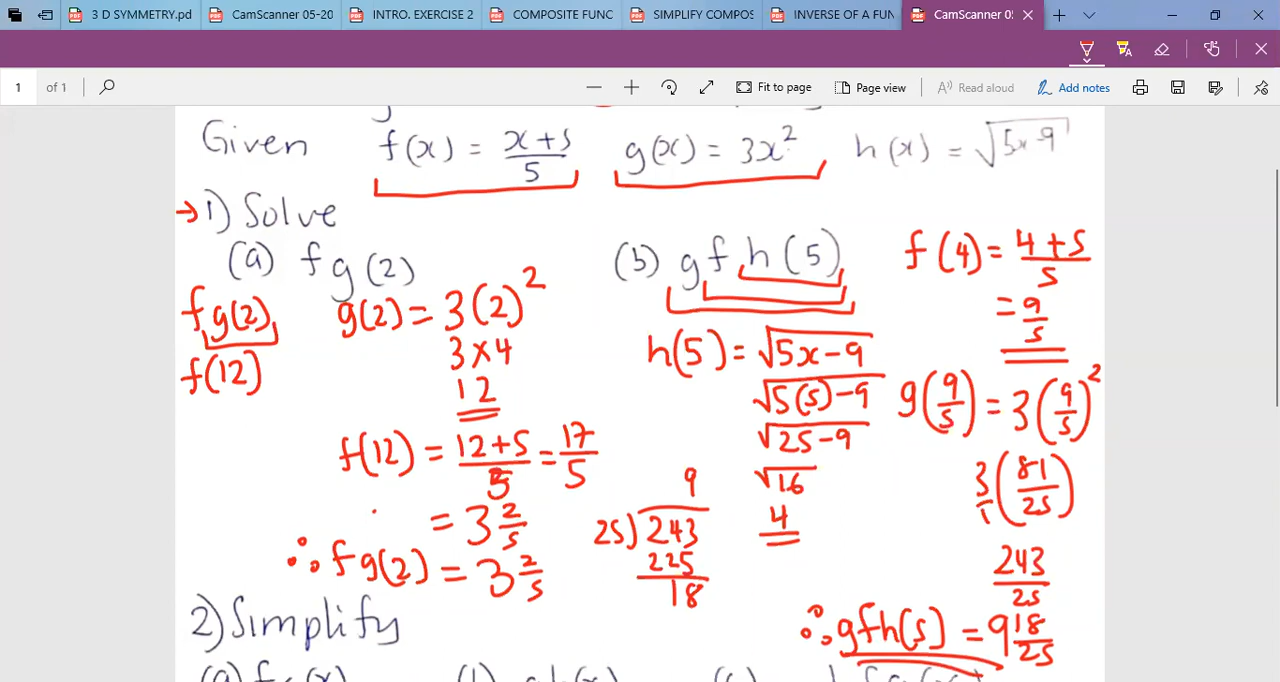 3 D SYMMETRY.pd
CamScanner 05-20
INTRO. EXERCISE 2
COMPOSITE FUNC
SIMPLIFY COMPOS
INVERSE OF A FUN
CamScanner 05
1 of 1
Fit to page
Page view
Read aloud
Add notes
Given f(x) = x+5/5 g(x) = 3x² h(x) = √5x-9
→ 1) Solve
(a) fg(2)
fg(2)
f(12)
g(2) = 3(2)²
3 x 4
12
f(12) = 12+5/5 = 17/5
= 3 2/5
∴ fg(2) = 3 2/5
(b) gfh(5)
h(5) = √5x-9
√5(5)-9
√25-9
√16
4
9
25)243
225
18
f(4) = 4+5/5
= 9/5
g(9/5) = 3(9/5)²
3/1(81/25)
243/25
∴ gfh(5) = 9 18/25
2) Simplify